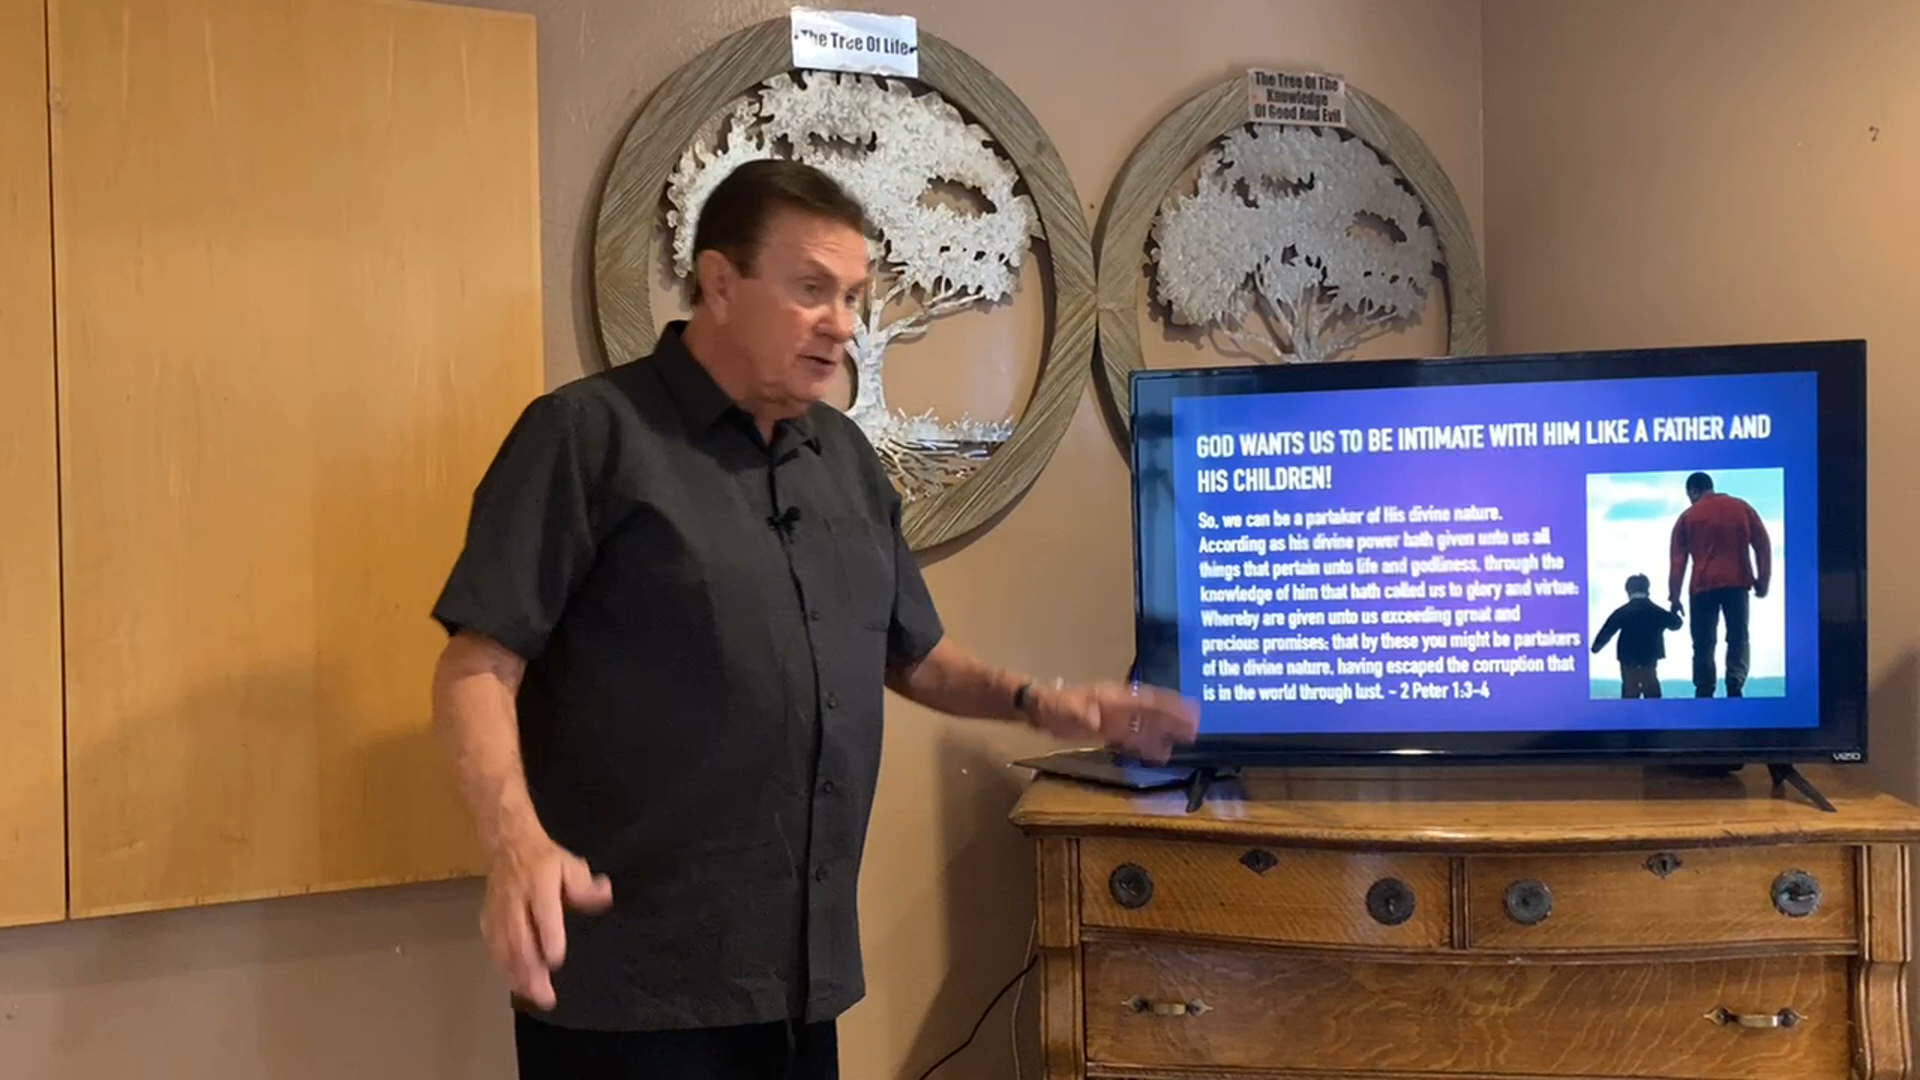 The Tree Of Life
The Tree Of The
Knowledge
Of Good And Evil
GOD WANTS US TO BE INTIMATE WITH HIM LIKE A FATHER AND
HIS CHILDREN!
So, we can be a partaker of His divine nature.
According as his divine power hath given unto us all
things that pertain unto life and godliness, through the
knowledge of him that hath called us to glory and virtue:
Whereby are given unto us exceeding great and
precious promises: that by these you might be partakers
of the divine nature, having escaped the corruption that
is in the world through lust. ~ 2 Peter 1:3-4
VIZIO